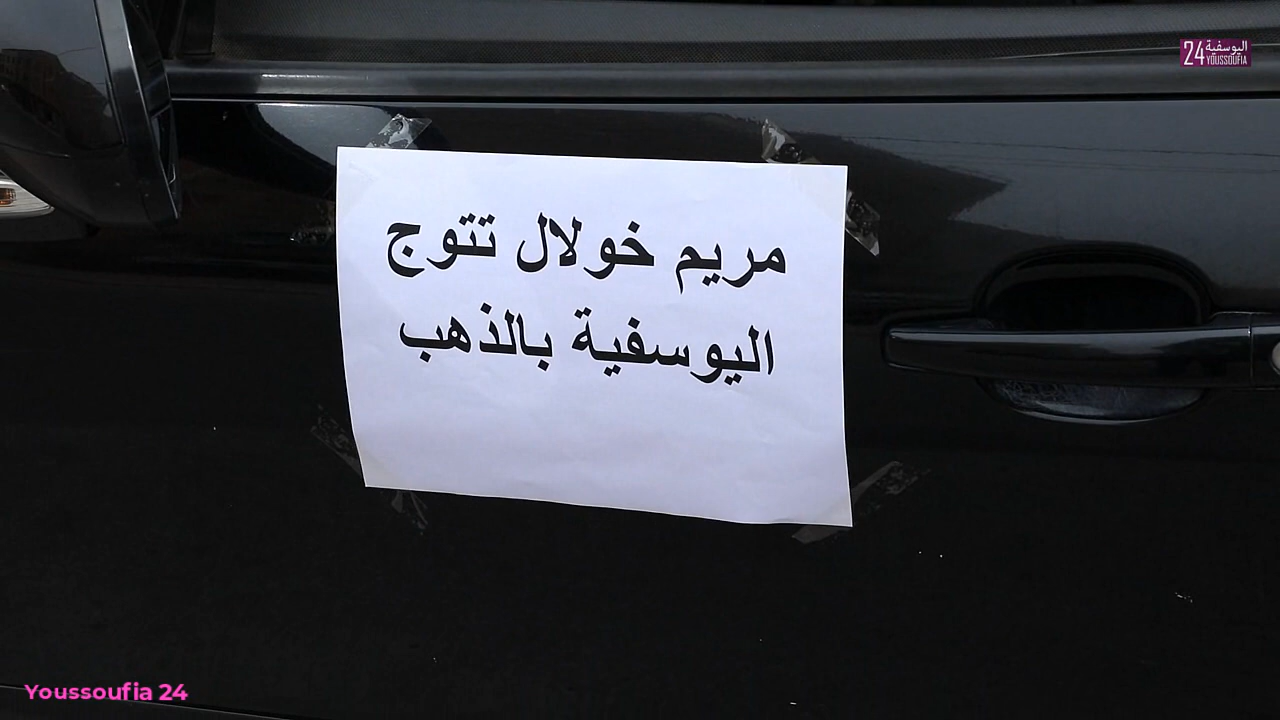 اليوسفية
24 YOUSSOUFIA
مريم خولال تتوج
اليوسفية بالذهب
Youssoufia 24